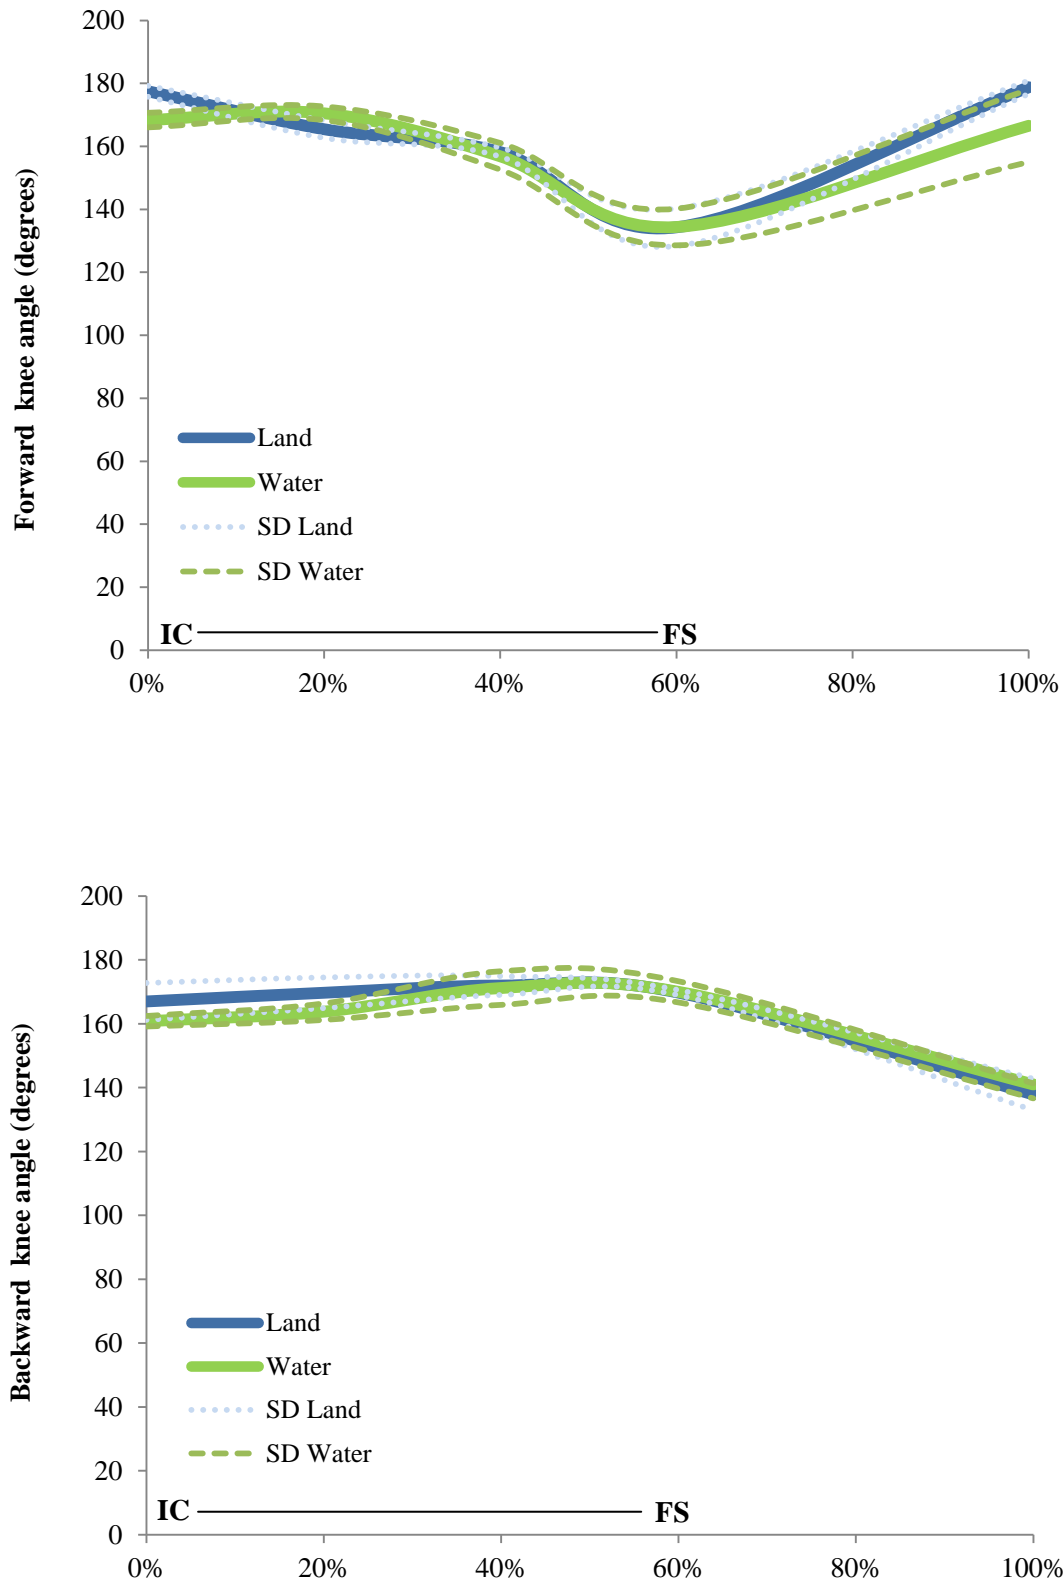 200
180
160
140
120
100
80
60
40
20
0
Forward knee angle (degrees)
Land
Water
SD Land
SD Water
IC FS
0% 20% 40% 60% 80% 100%
200
180
160
140
120
100
80
60
40
20
0
Backward knee angle (degrees)
Land
Water
SD Land
SD Water
IC FS
0% 20% 40% 60% 80% 100%